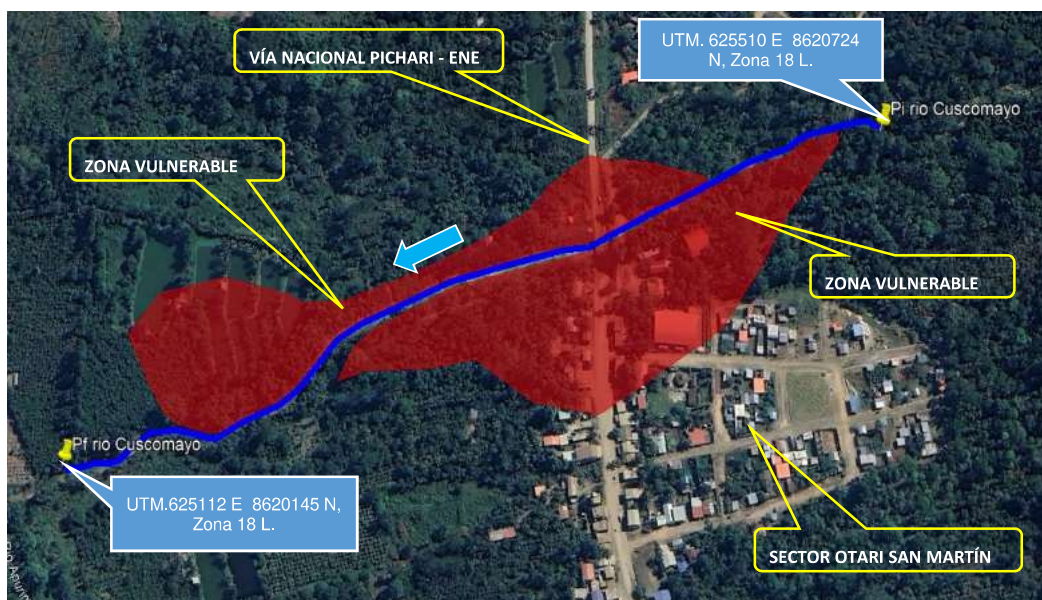 VÍA NACIONAL PICHARI - ENE
UTM. 625510 E 8620724
N, Zona 18 L.
Pi rio Cuscomayo
ZONA VULNERABLE
ZONA VULNERABLE
Pf rio Cuscomayo
UTM.625112 E 8620145 N,
Zona 18 L.
SECTOR OTARI SAN MARTÍN